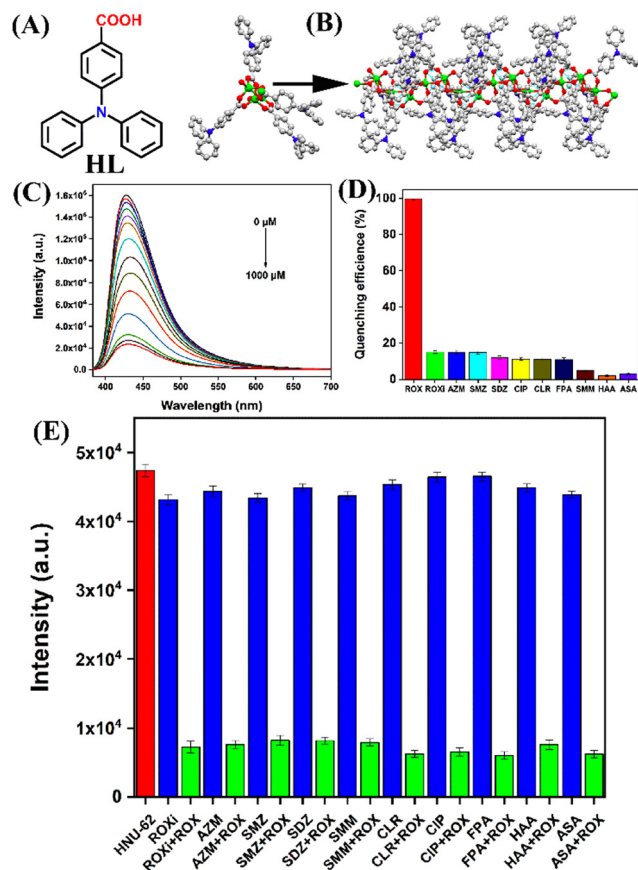 (A)
COOH
N
HL
(B)
(C)
1.6x10⁵
1.4x10⁵
1.2x10⁵
1.0x10⁵
8.0x10⁴
6.0x10⁴
4.0x10⁴
2.0x10⁴
0.0
Intensity (a.u.)
0 μM
1000 μM
400 450 500 550 600 650 700
Wavelength (nm)
(D)
100
80
60
40
20
0
Quenching efficience (%)
ROX ROXi AZM SMZ SDZ CIP CLR FPA SMM HAA ASA
(E)
5x10⁴
4x10⁴
3x10⁴
2x10⁴
1x10⁴
0
Intensity (a.u.)
HNU-62
ROXi
ROXi+ROX
AZM
AZM+ROX
SMZ
SMZ+ROX
SDZ
SDZ+ROX
SMM
SMM+ROX
CLR
CLR+ROX
CIP
CIP+ROX
FPA
FPA+ROX
HAA
HAA+ROX
ASA
ASA+ROX